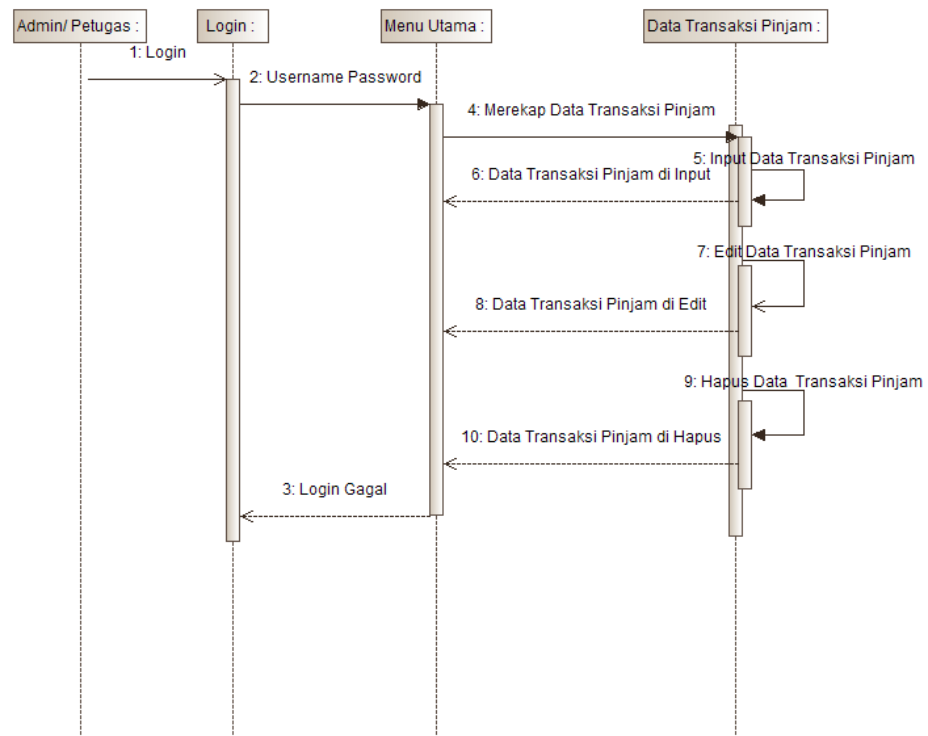 Admin/ Petugas :
Login :
Menu Utama :
Data Transaksi Pinjam :
1: Login
2: Username Password
4: Merekap Data Transaksi Pinjam
5: Input Data Transaksi Pinjam
6: Data Transaksi Pinjam di Input
7: Edit Data Transaksi Pinjam
8: Data Transaksi Pinjam di Edit
9: Hapus Data Transaksi Pinjam
10: Data Transaksi Pinjam di Hapus
3: Login Gagal